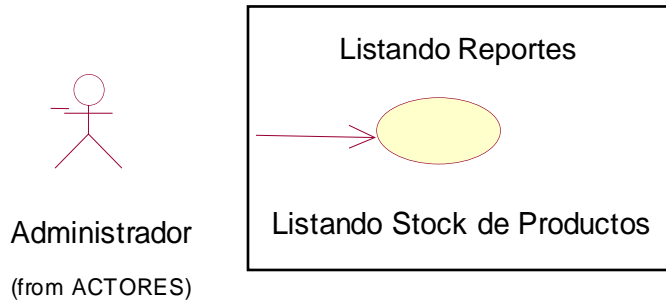 Listando Reportes
Listando Stock de Productos
Administrador
(from ACTORES)